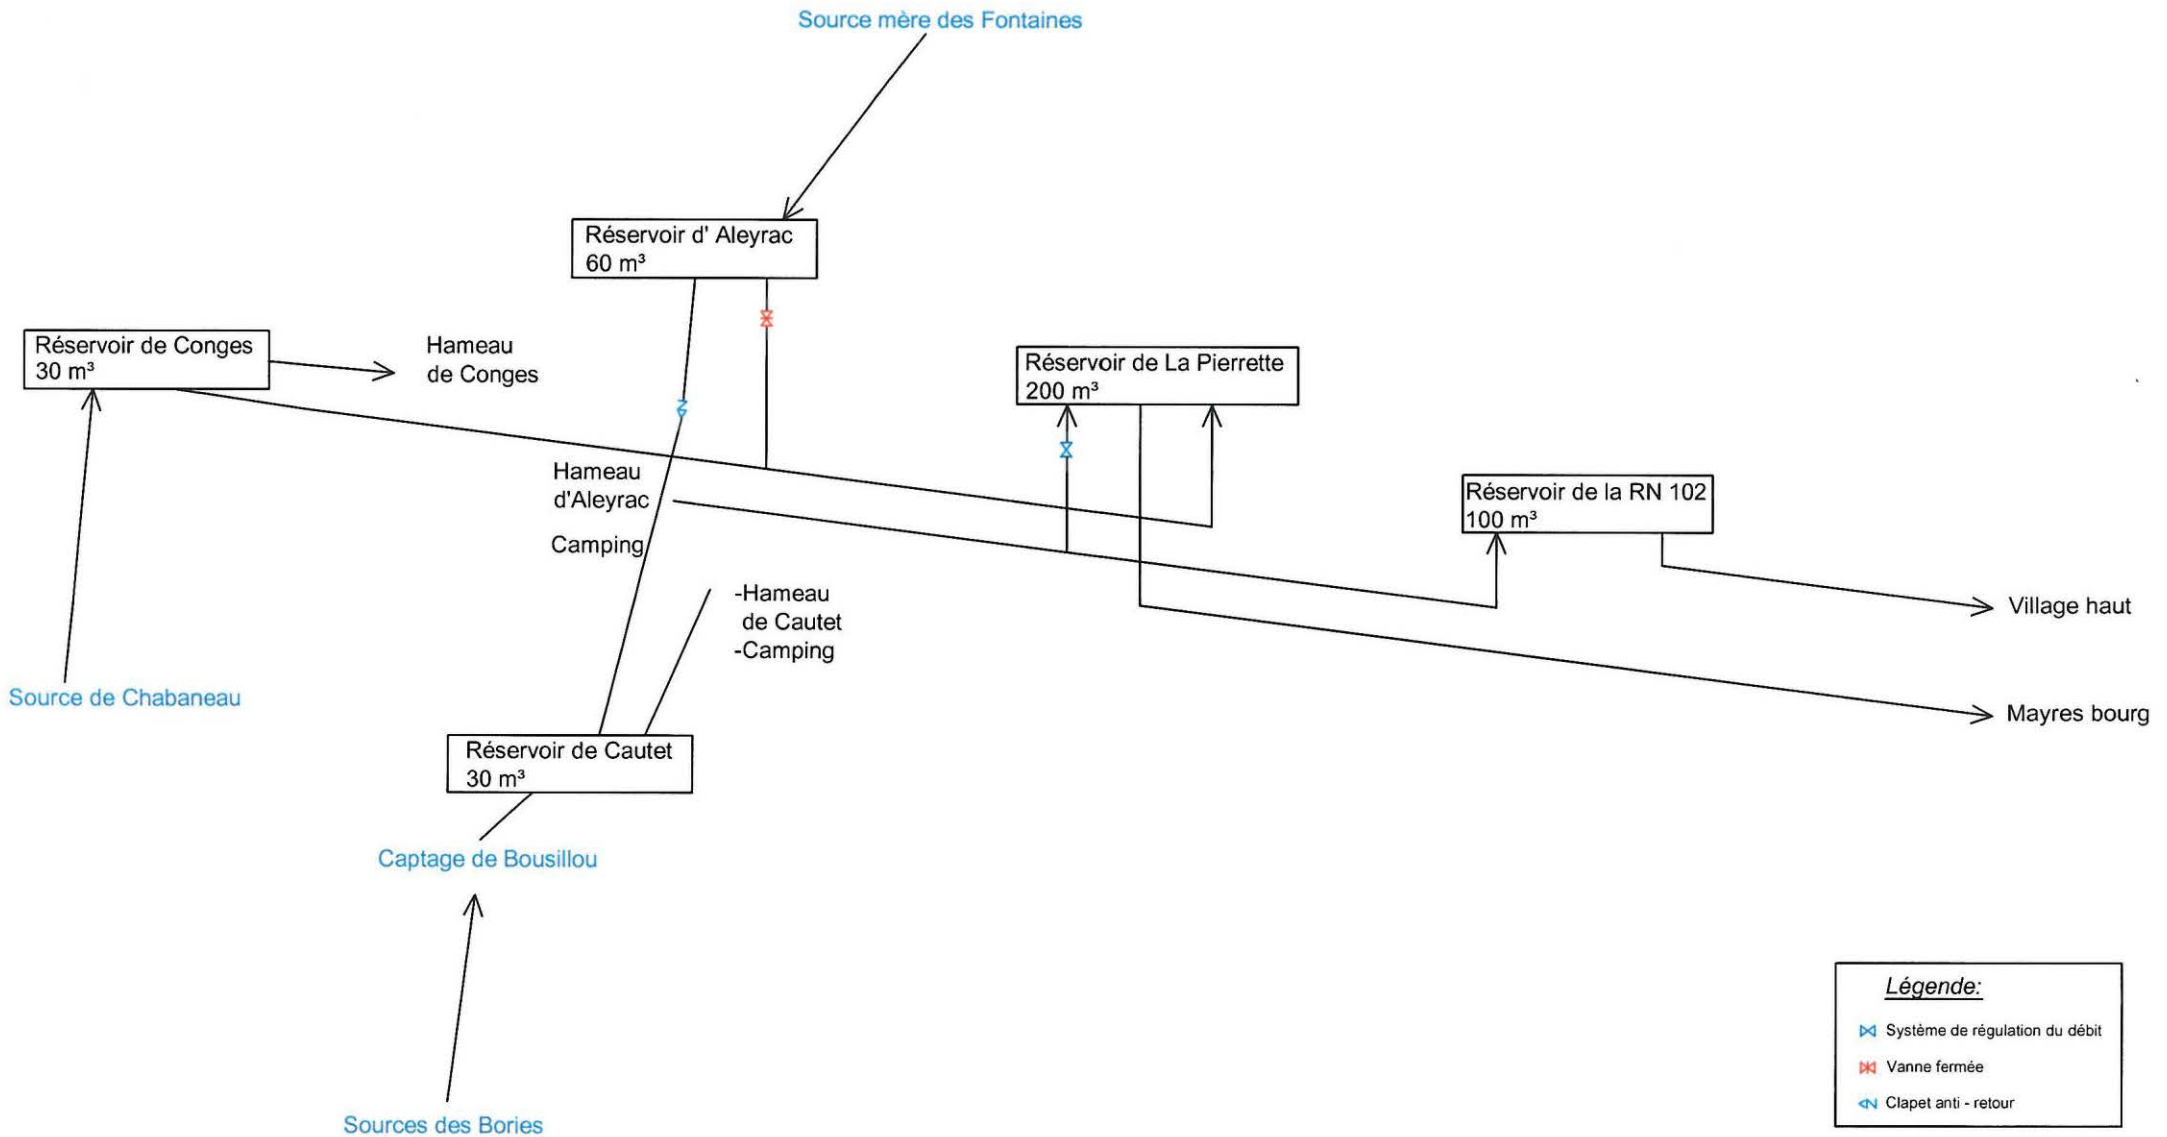 Source mère des Fontaines
Réservoir d' Aleyrac
60 m³
Réservoir de Conges
30 m³
Hameau
de Conges
Réservoir de La Pierrette
200 m³
Hameau
d'Aleyrac
Camping
Réservoir de la RN 102
100 m³
-Hameau
de Cautet
-Camping
Village haut
Source de Chabaneau
Mayres bourg
Réservoir de Cautet
30 m³
Captage de Bousillou
Sources des Bories
Légende:
Système de régulation du débit
Vanne fermée
Clapet anti - retour